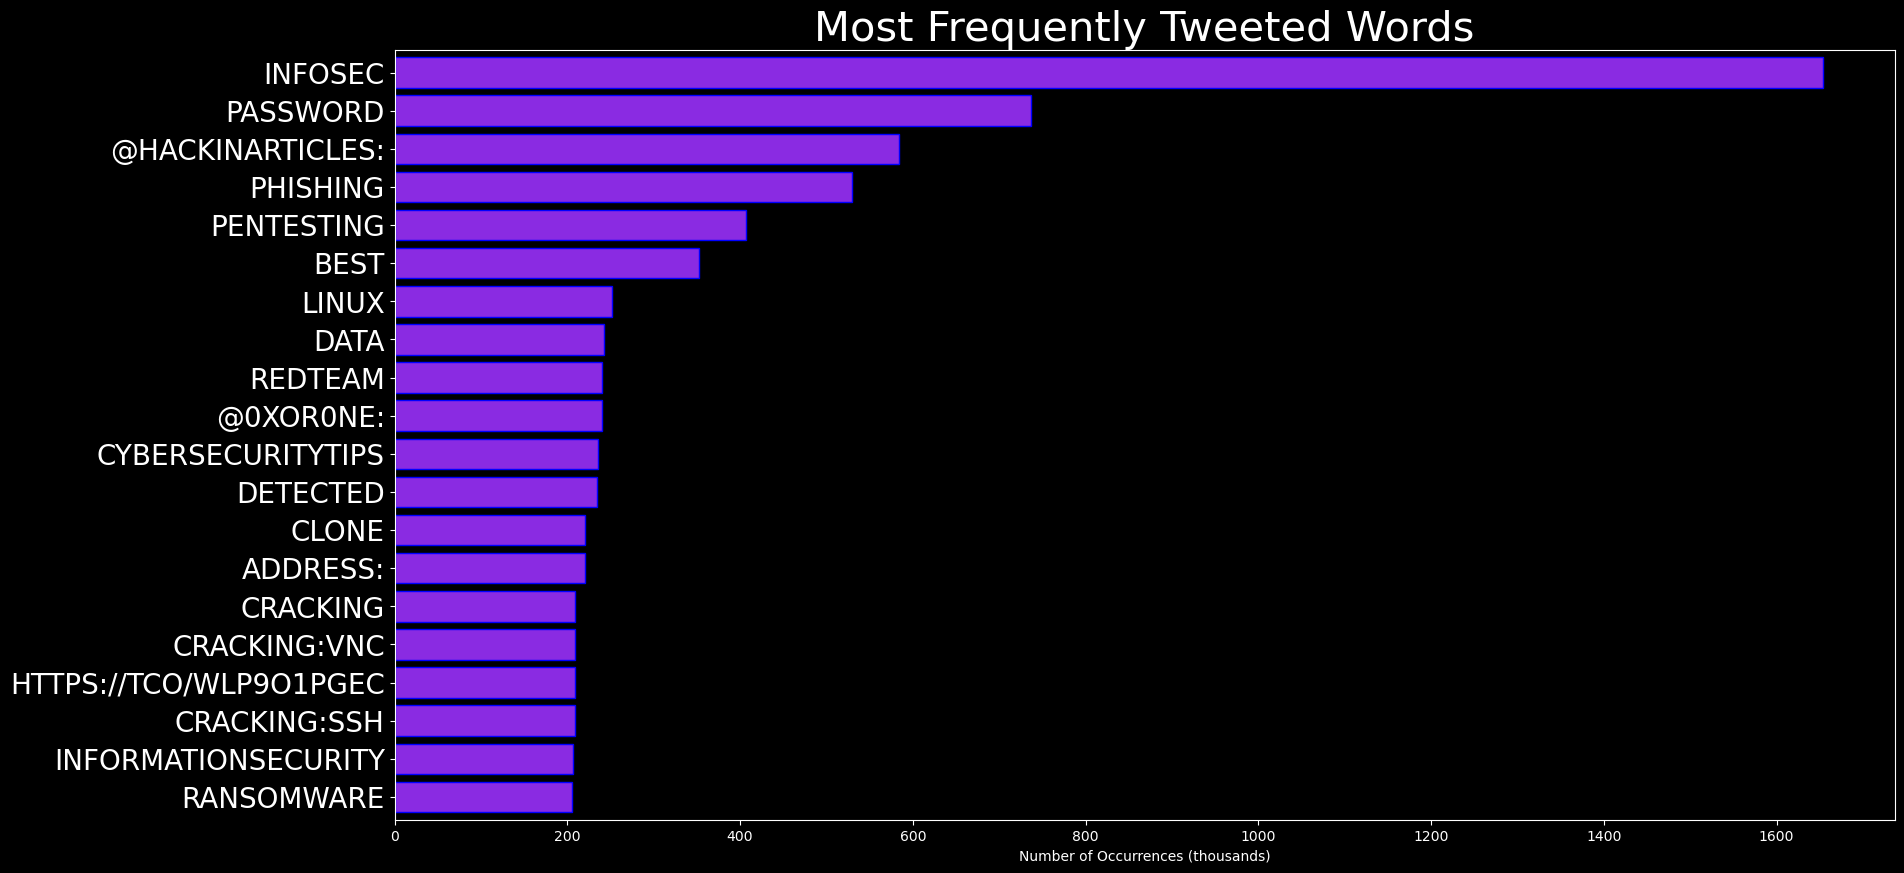 Most Frequently Tweeted Words
INFOSEC
PASSWORD
@HACKINARTICLES:
PHISHING
PENTESTING
BEST
LINUX
DATA
REDTEAM
@0XOR0NE:
CYBERSECURITYTIPS
DETECTED
CLONE
ADDRESS:
CRACKING
CRACKING:VNC
HTTPS://TCO/WLP9O1PGEC
CRACKING:SSH
INFORMATIONSECURITY
RANSOMWARE
0 200 400 600 800 1000 1200 1400 1600
Number of Occurrences (thousands)